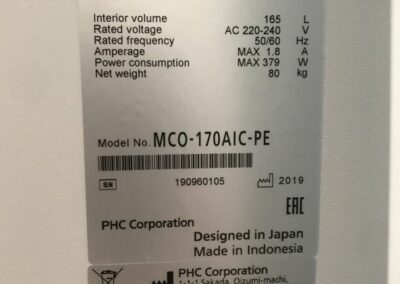 Interior volume 165 L
Rated voltage AC 220-240 V
Rated frequency 50/60 Hz
Amperage MAX 1.8 A
Power consumption MAX 379 W
Net weight 80 kg
Model No. MCO-170AIC-PE
SN 190960105 2019
EAC
PHC Corporation
Designed in Japan
Made in Indonesia
PHC Corporation
1-1-1 Sakada, Oizumi-machi,